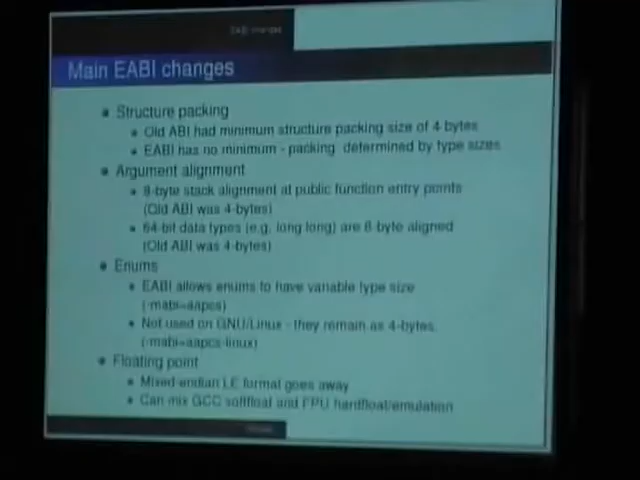 EABI changes
Main EABI changes
Structure packing
Old ABI had minimum structure packing size of 4 bytes
EABI has no minimum - packing determined by type sizes
Argument alignment
8-byte stack alignment at public function entry points
(Old ABI was 4-bytes)
64-bit data types (e.g. long long) are 8-byte aligned
(Old ABI was 4-bytes)
Enums
EABI allows enums to have variable type size
(-mabi=aapcs)
Not used on GNU/Linux - they remain as 4-bytes.
(-mabi=aapcs-linux)
Floating point
Mixed-endian LE format goes away
Can mix GCC softfloat and FPU hardfloat/emulation